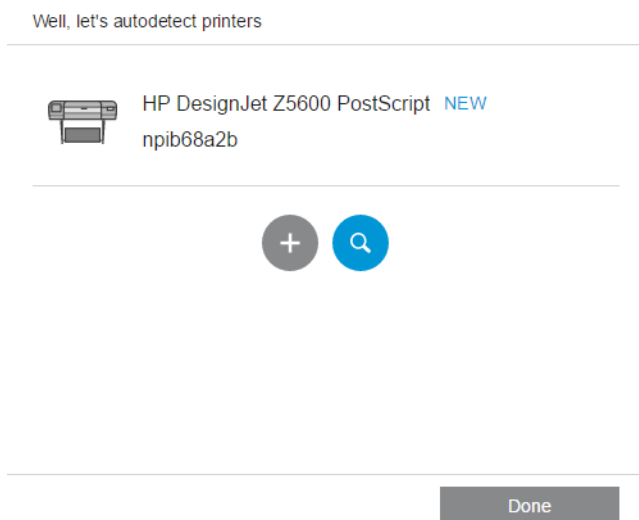 Well, let's autodetect printers
HP DesignJet Z5600 PostScript NEW
npib68a2b
Done